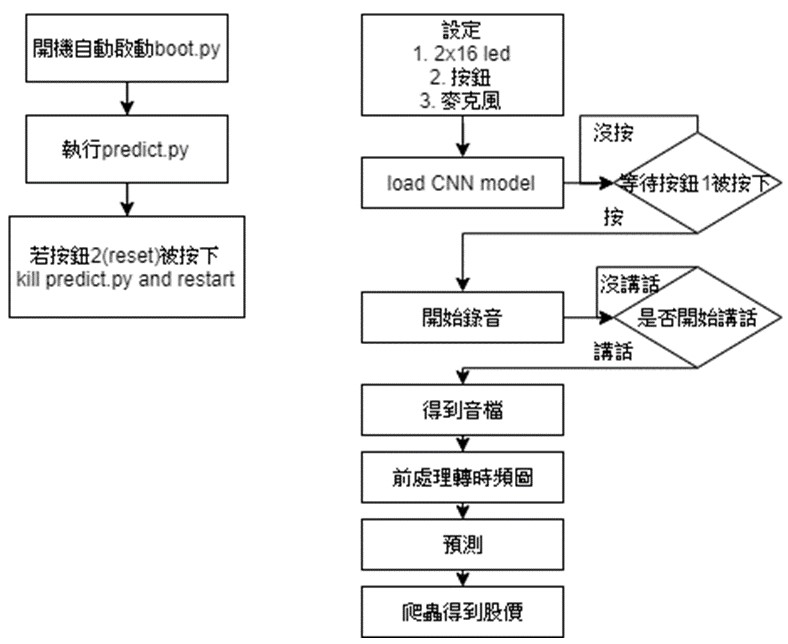 開機自動啟動boot.py
執行predict.py
若按鈕2(reset)被按下
kill predict.py and restart
設定
1. 2x16 led
2. 按鈕
3. 麥克風
load CNN model
沒按
等待按鈕1被按下
按
開始錄音
沒講話
是否開始講話
講話
得到音檔
前處理轉時頻圖
預測
爬蟲得到股價